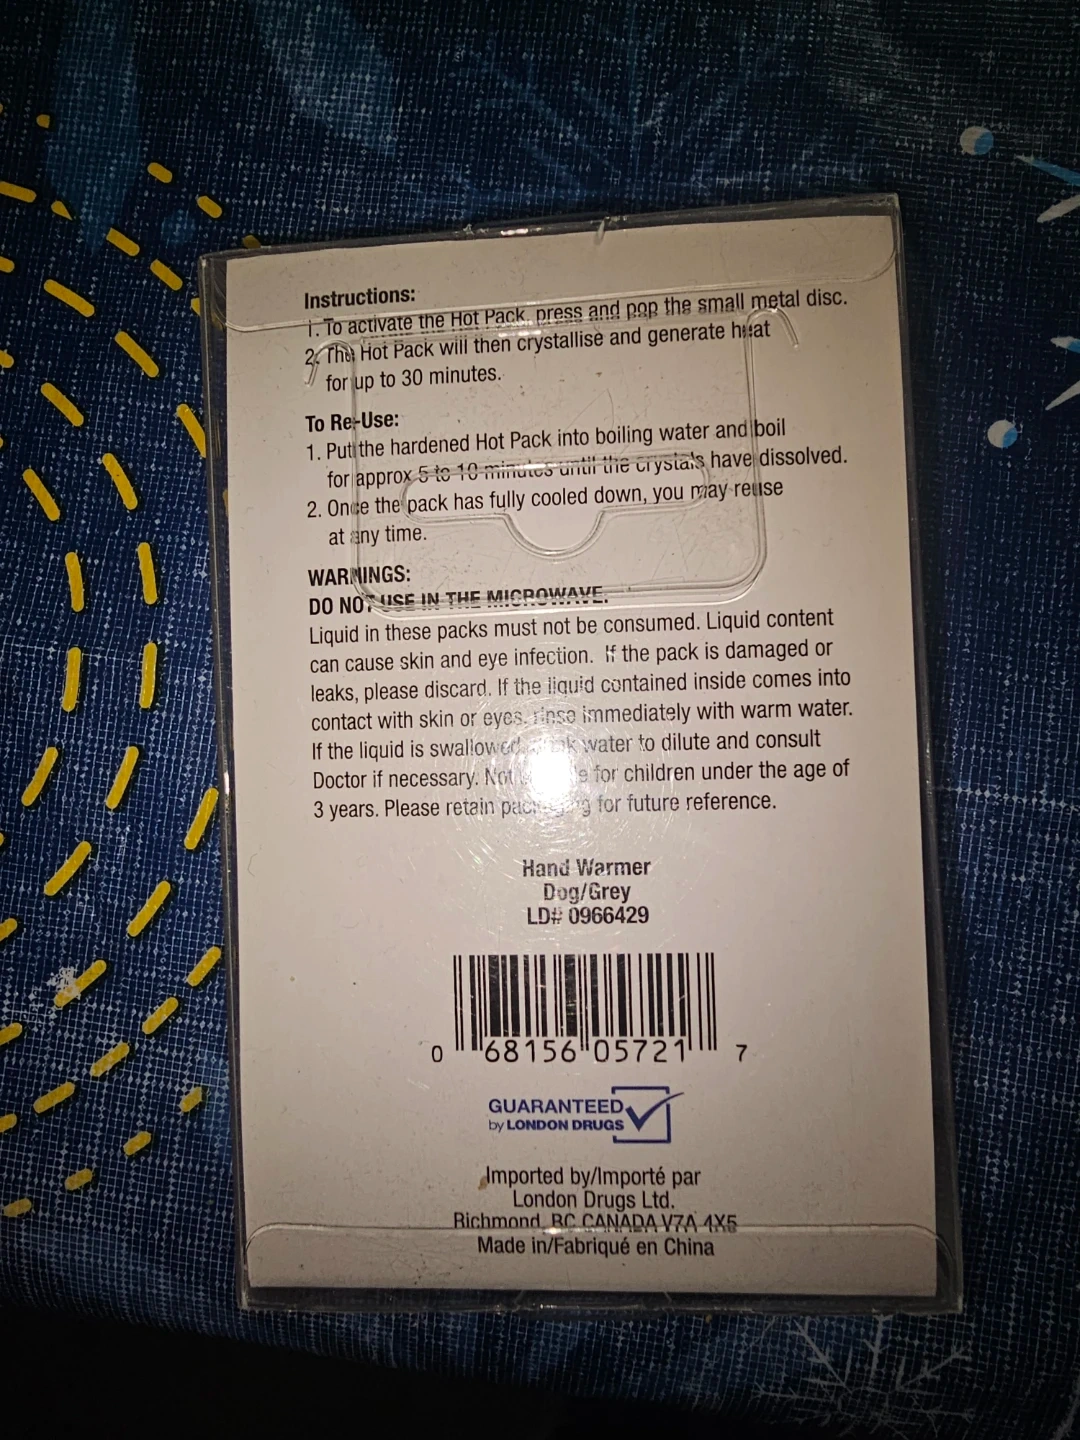 Instructions:
1. To activate the Hot Pack, press and pop the small metal disc.
2. The Hot Pack will then crystallise and generate heat
for up to 30 minutes.
To Re-Use:
1. Put the hardened Hot Pack into boiling water and boil
for approx 5 to 10 minutes until the crystals have dissolved.
2. Once the pack has fully cooled down, you may reuse
at any time.
WARNINGS:
DO NOT USE IN THE MICROWAVE.
Liquid in these packs must not be consumed. Liquid content
can cause skin and eye infection. If the pack is damaged or
leaks, please discard. If the liquid contained inside comes into
contact with skin or eyes, rinse immediately with warm water.
If the liquid is swallowed, water to dilute and consult
Doctor if necessary. Not for children under the age of
3 years. Please retain packaging for future reference.
Hand Warmer
Dog/Grey
LD# 0966429
0 68156 05721 7
GUARANTEED
by LONDON DRUGS
Imported by/Importé par
London Drugs Ltd.
Richmond, BC CANADA V7A 4X5
Made in/Fabriqué en China